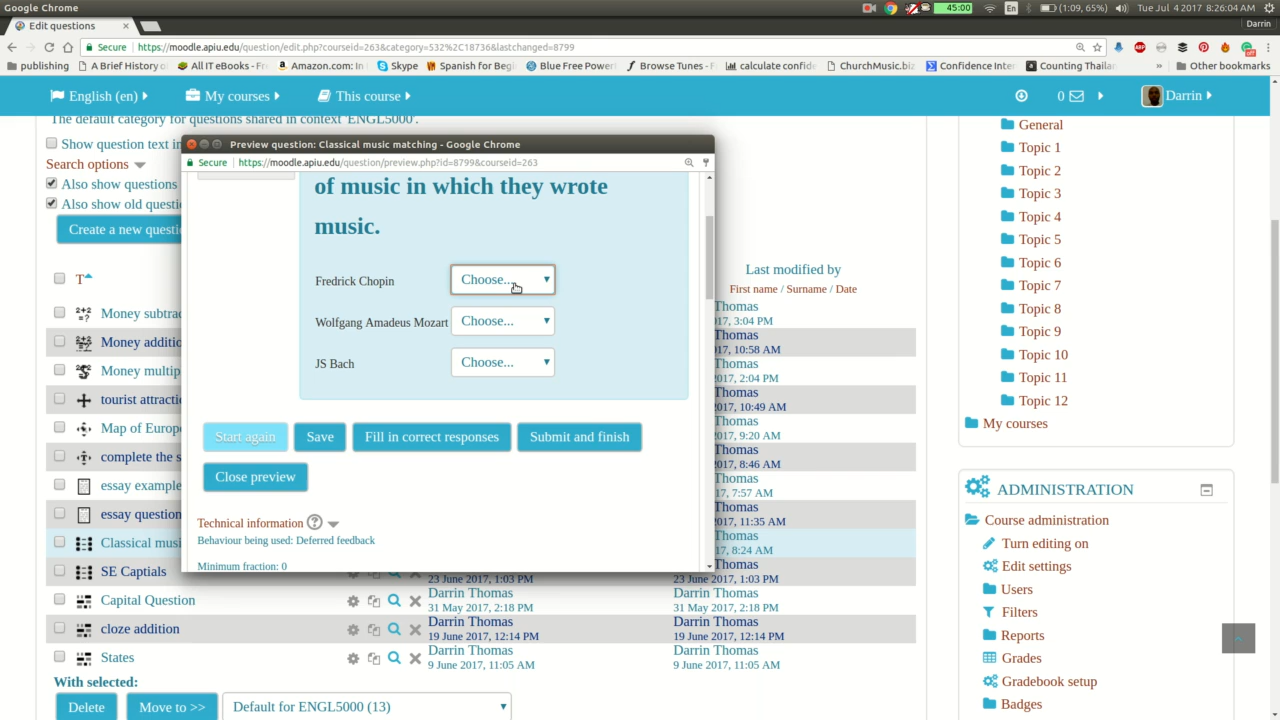 Google Chrome
45:00
En
(1:09, 65%)
Tue Jul 4 2017 8:26:04 AM
Edit questions
Darrin
Secure
https://moodle.apiu.edu/question/edit.php?courseid=263&category=532%2C18736&lastchanged=8799
publishing
A Brief History o
All IT eBooks - Fr
Amazon.com: In
Skype
Spanish for Begi
Blue Free Power
Browse Tunes - F
calculate confid
ChurchMusic.biz
Confidence Inte
Counting Thaila
»
Other bookmarks
English (en)
My courses
This course
0
Darrin
The default category for questions shared in context 'ENGL5000'.
Show question text in
Search options
Also show questions
Also show old questi
Create a new questi
T
Last modified by
First name / Surname / Date
Money subtrac
Thomas
2017, 3:04 PM
Money additio
Thomas
2017, 10:58 AM
Money multip
Thomas
2017, 2:04 PM
tourist attracti
Thomas
2017, 10:49 AM
Map of Europe
Thomas
2017, 9:20 AM
complete the s
Thomas
2017, 8:46 AM
essay example
Thomas
2017, 7:57 AM
essay question
Thomas
2017, 11:35 AM
Classical musi
Thomas
17, 8:24 AM
SE Captials
23 June 2017, 1:03 PM
23 June 2017, 1:03 PM
Capital Question
Darrin Thomas
31 May 2017, 2:18 PM
Darrin Thomas
31 May 2017, 2:18 PM
cloze addition
Darrin Thomas
19 June 2017, 12:14 PM
Darrin Thomas
19 June 2017, 12:14 PM
States
Darrin Thomas
9 June 2017, 11:05 AM
Darrin Thomas
9 June 2017, 11:05 AM
With selected:
Delete
Move to >>
Default for ENGL5000 (13)
Preview question: Classical music matching - Google Chrome
Secure
https://moodle.apiu.edu/question/preview.php?id=8799&courseid=263
of music in which they wrote
music.
Fredrick Chopin
Choose...
Wolfgang Amadeus Mozart
Choose...
JS Bach
Choose...
Start again
Save
Fill in correct responses
Submit and finish
Close preview
Technical information
Behaviour being used: Deferred feedback
Minimum fraction: 0
General
Topic 1
Topic 2
Topic 3
Topic 4
Topic 5
Topic 6
Topic 7
Topic 8
Topic 9
Topic 10
Topic 11
Topic 12
My courses
ADMINISTRATION
Course administration
Turn editing on
Edit settings
Users
Filters
Reports
Grades
Gradebook setup
Badges